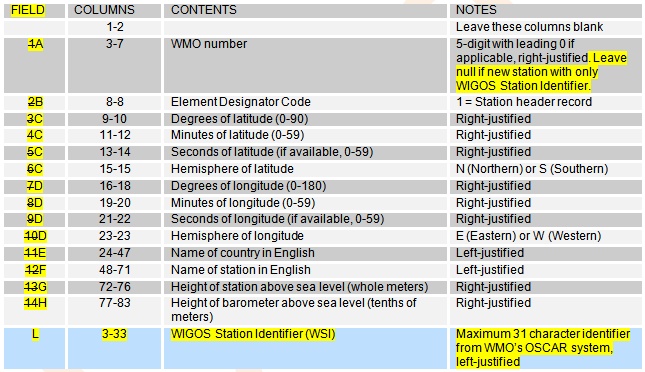 FIELD COLUMNS CONTENTS NOTES
1-2 Leave these columns blank
1A 3-7 WMO number 5-digit with leading 0 if
applicable, right-justified. Leave
null if new station with only
WIGOS Station Identifier.
2B 8-8 Element Designator Code 1 = Station header record
3C 9-10 Degrees of latitude (0-90) Right-justified
4C 11-12 Minutes of latitude (0-59) Right-justified
5C 13-14 Seconds of latitude (if available, 0-59) Right-justified
6C 15-15 Hemisphere of latitude N (Northern) or S (Southern)
7D 16-18 Degrees of longitude (0-180) Right-justified
8D 19-20 Minutes of longitude (0-59) Right-justified
9D 21-22 Seconds of longitude (if available, 0-59) Right-justified
10D 23-23 Hemisphere of longitude E (Eastern) or W (Western)
11E 24-47 Name of country in English Left-justified
12F 48-71 Name of station in English Left-justified
13G 72-76 Height of station above sea level (whole meters) Right-justified
14H 77-83 Height of barometer above sea level (tenths of Right-justified
meters)
L 3-33 WIGOS Station Identifier (WSI) Maximum 31 character identifier
from WMO's OSCAR system,
left-justified